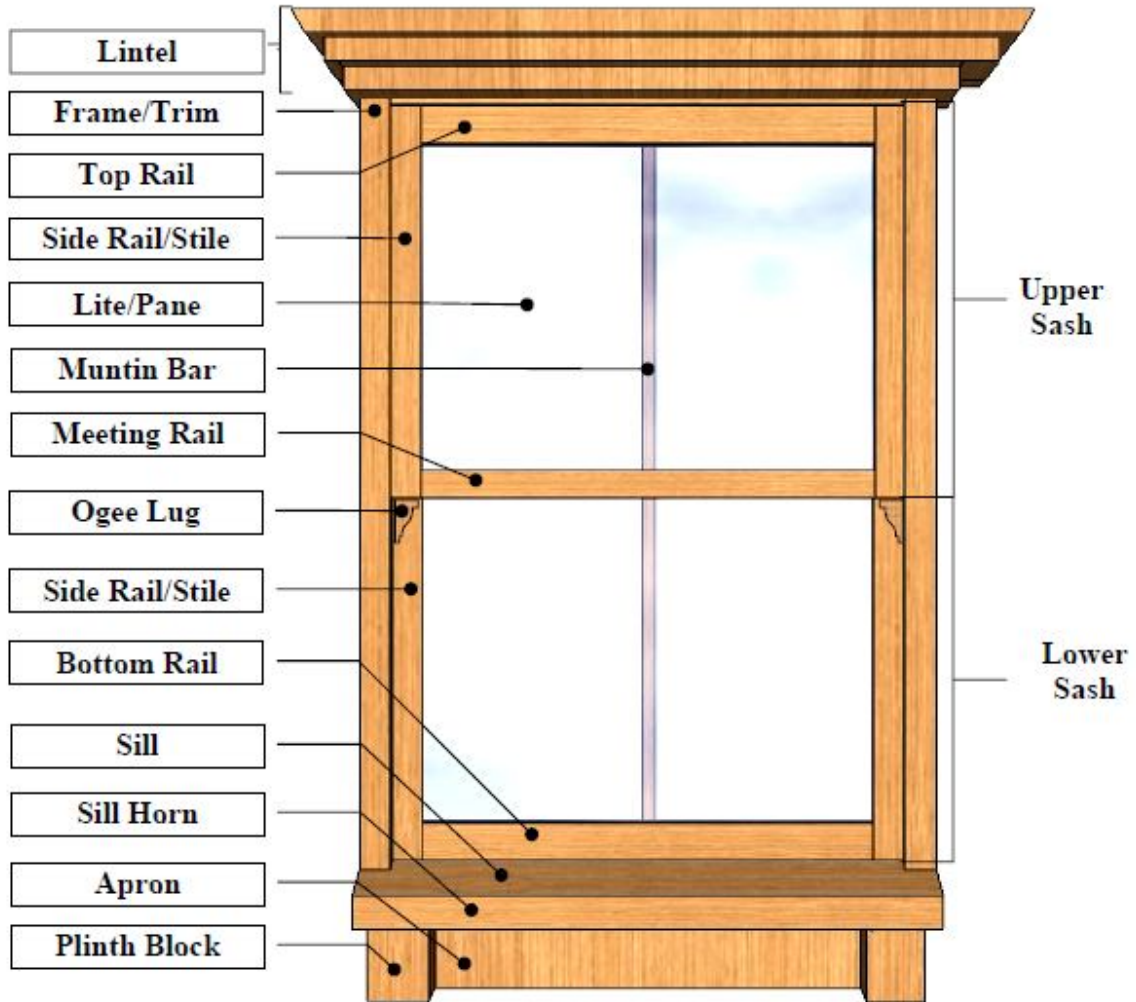 Lintel
Frame/Trim
Top Rail
Side Rail/Stile
Lite/Pane
Muntin Bar
Meeting Rail
Ogee Lug
Side Rail/Stile
Bottom Rail
Sill
Sill Horn
Apron
Plinth Block
Upper
Sash
Lower
Sash